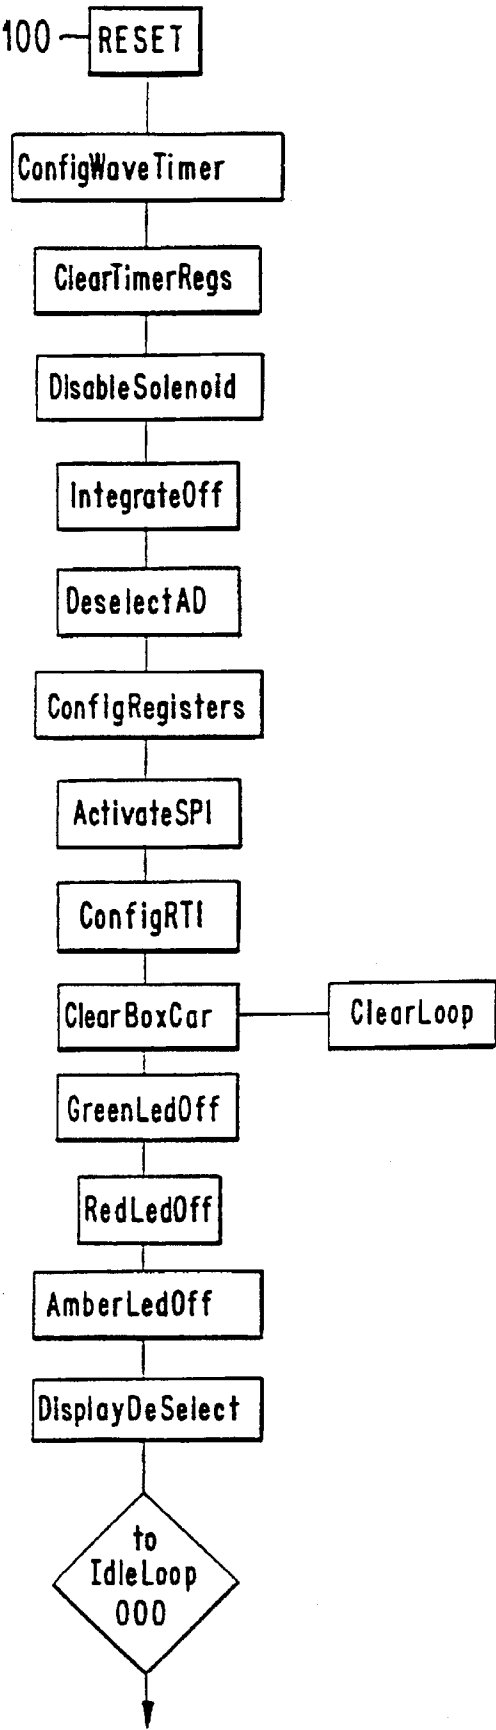 100 RESET
ConfigWaveTimer
ClearTimerRegs
DisableSolenoid
IntegrateOff
DeselectAD
ConfigRegisters
ActivateSPI
ConfigRTI
ClearBoxCar ClearLoop
GreenLedOff
RedLedOff
AmberLedOff
DisplayDeSelect
to
IdleLoop
000